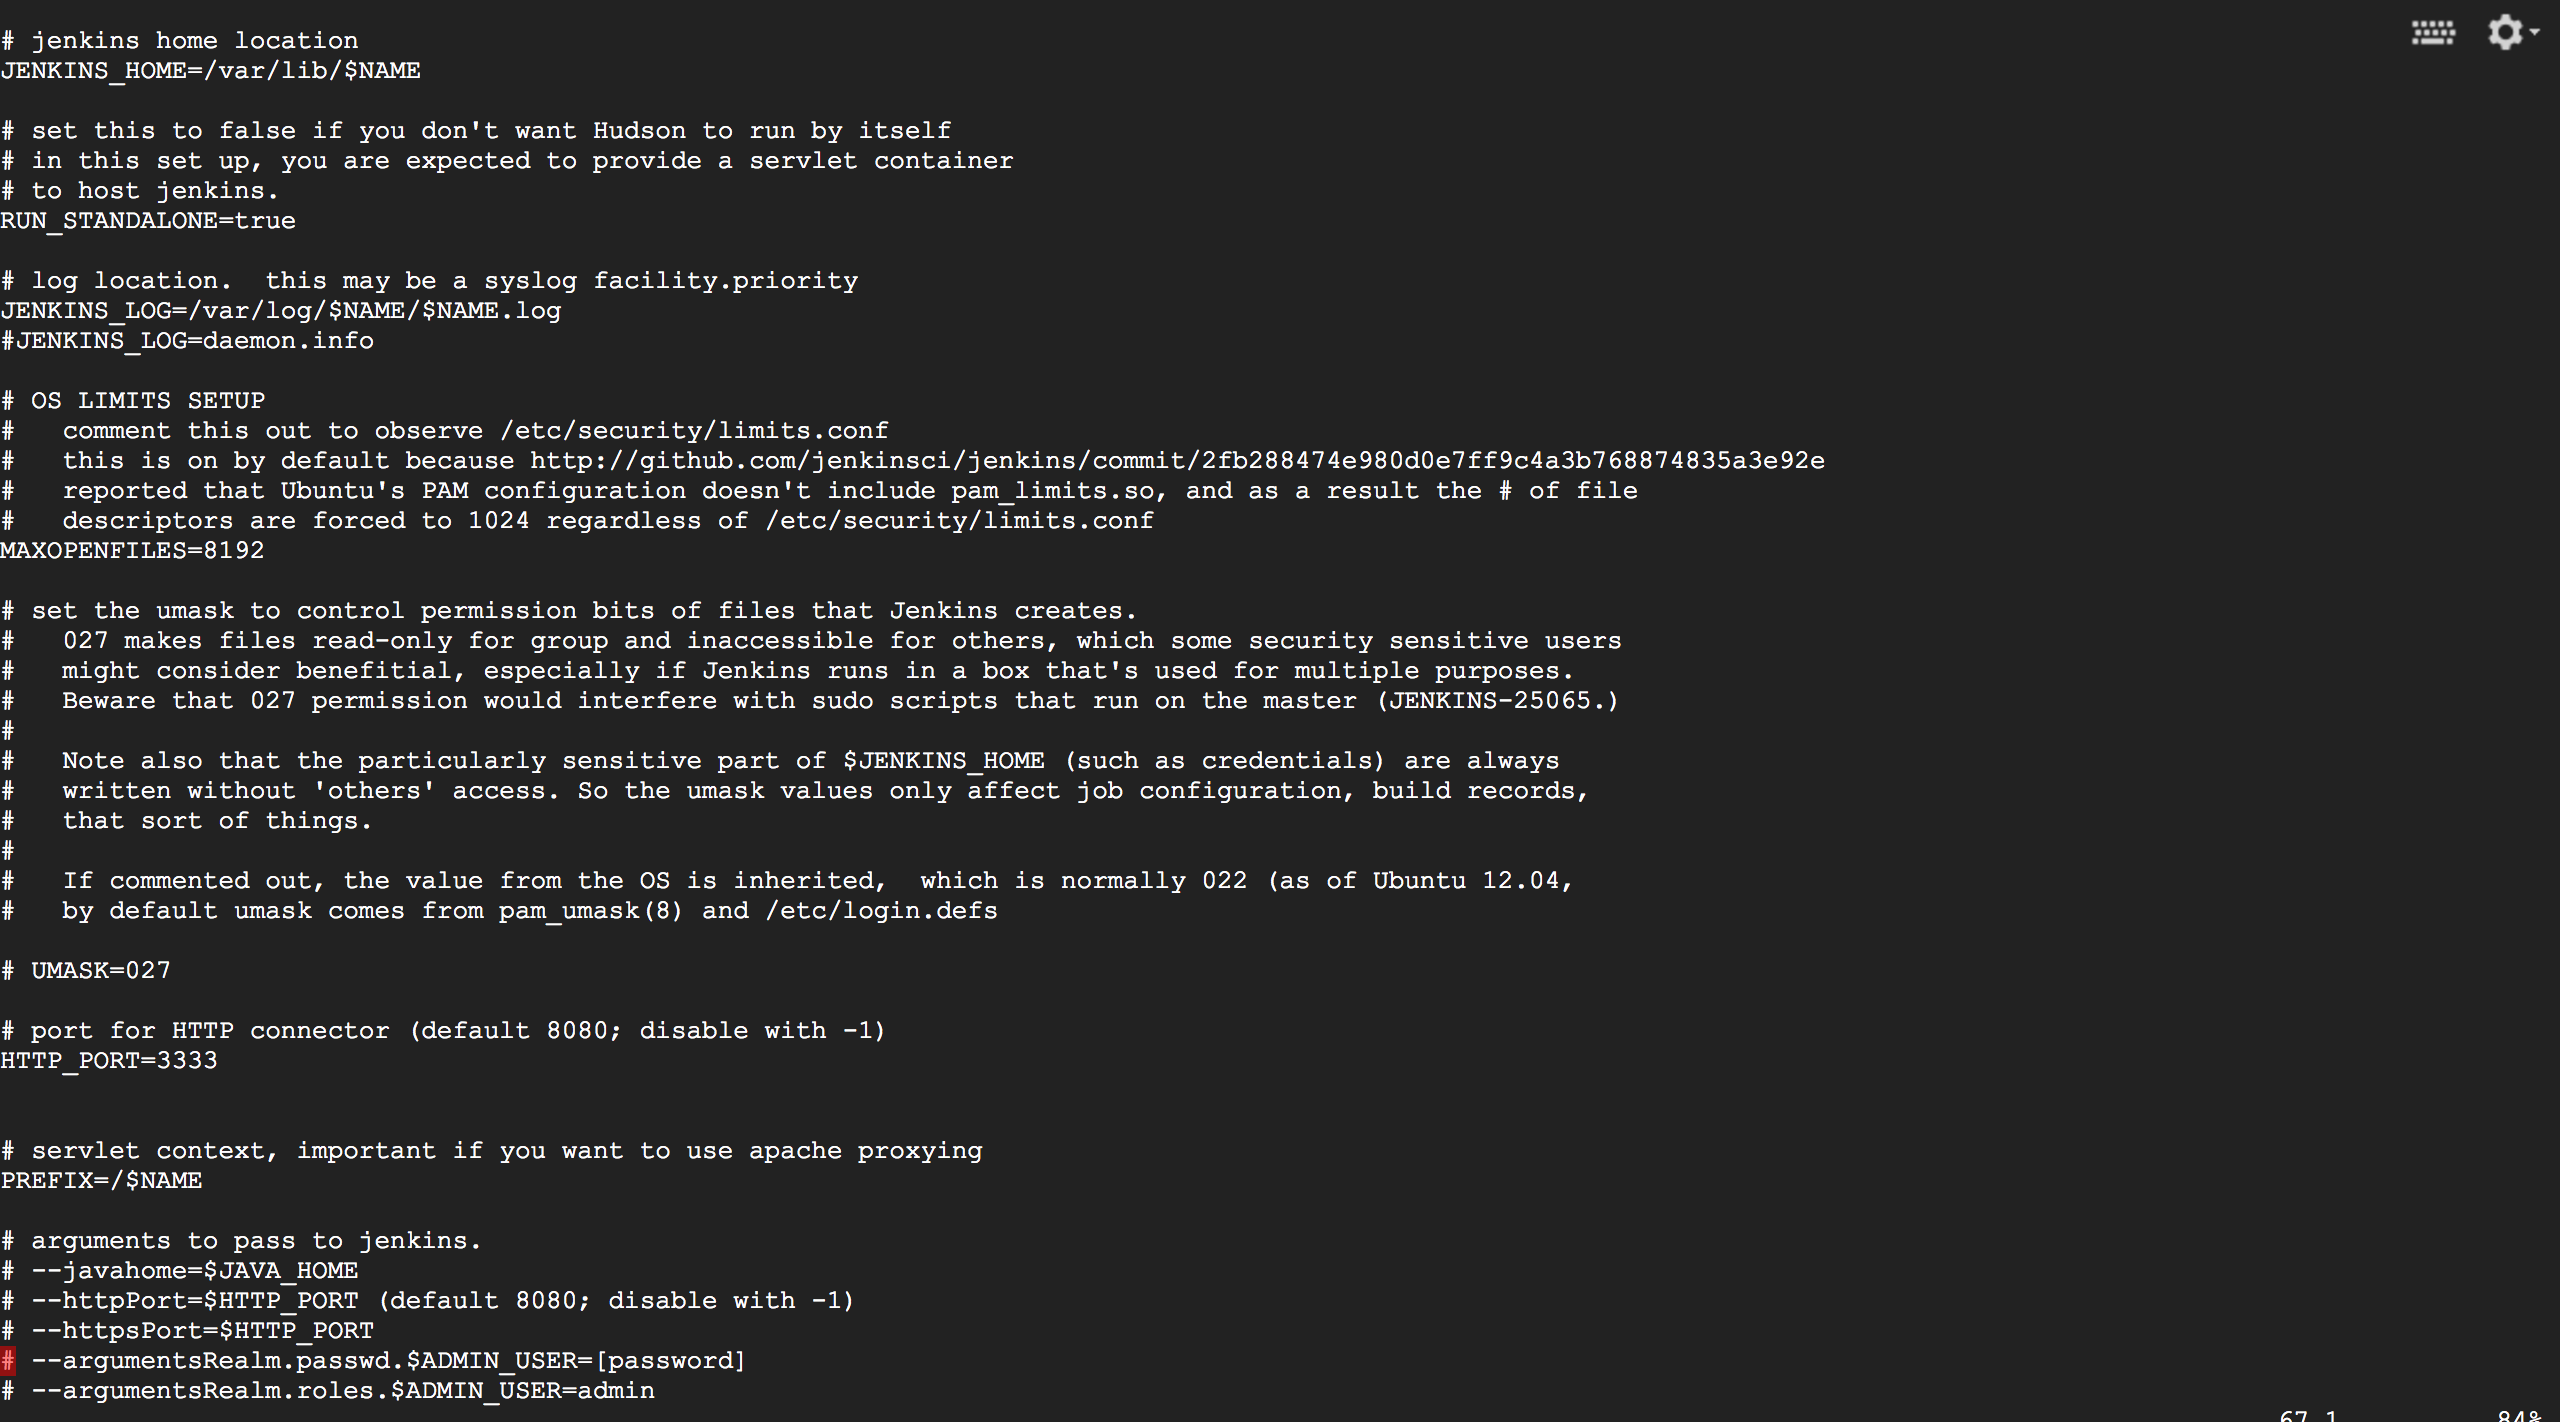 # jenkins home location
JENKINS_HOME=/var/lib/$NAME
# set this to false if you don't want Hudson to run by itself
# in this set up, you are expected to provide a servlet container
# to host jenkins.
RUN_STANDALONE=true
# log location.  this may be a syslog facility.priority
JENKINS_LOG=/var/log/$NAME/$NAME.log
#JENKINS_LOG=daemon.info
# OS LIMITS SETUP
#   comment this out to observe /etc/security/limits.conf
#   this is on by default because http://github.com/jenkinsci/jenkins/commit/2fb288474e980d0e7ff9c4a3b768874835a3e92e
#   reported that Ubuntu's PAM configuration doesn't include pam_limits.so, and as a result the # of file
#   descriptors are forced to 1024 regardless of /etc/security/limits.conf
MAXOPENFILES=8192
# set the umask to control permission bits of files that Jenkins creates.
#   027 makes files read-only for group and inaccessible for others, which some security sensitive users
#   might consider benefitial, especially if Jenkins runs in a box that's used for multiple purposes.
#   Beware that 027 permission would interfere with sudo scripts that run on the master (JENKINS-25065.)
#
#   Note also that the particularly sensitive part of $JENKINS_HOME (such as credentials) are always
#   written without 'others' access. So the umask values only affect job configuration, build records,
#   that sort of things.
#
#   If commented out, the value from the OS is inherited,  which is normally 022 (as of Ubuntu 12.04,
#   by default umask comes from pam_umask(8) and /etc/login.defs
# UMASK=027
# port for HTTP connector (default 8080; disable with -1)
HTTP_PORT=3333
# servlet context, important if you want to use apache proxying
PREFIX=/$NAME
# arguments to pass to jenkins.
# --javahome=$JAVA_HOME
# --httpPort=$HTTP_PORT (default 8080; disable with -1)
# --httpsPort=$HTTP_PORT
# --argumentsRealm.passwd.$ADMIN_USER=[password]
# --argumentsRealm.roles.$ADMIN_USER=admin
67,1 84%